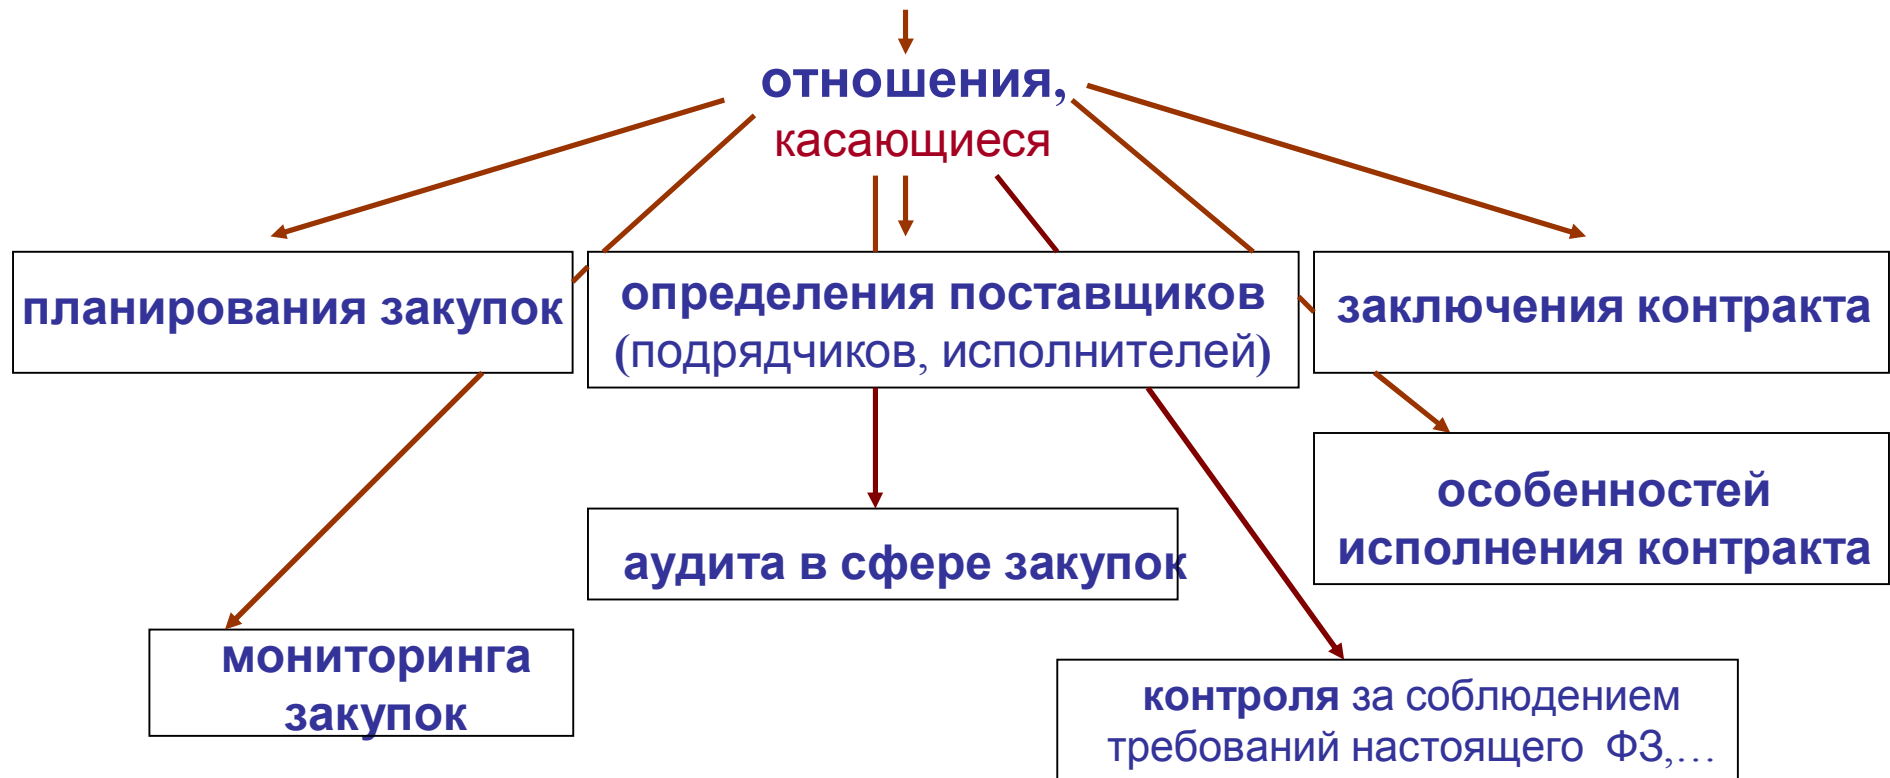 отношения,
касающиеся
планирования закупок
определения поставщиков
(подрядчиков, исполнителей)
заключения контракта
особенностей
исполнения контракта
аудита в сфере закупок
мониторинга
закупок
контроля за соблюдением
требований настоящего ФЗ,…